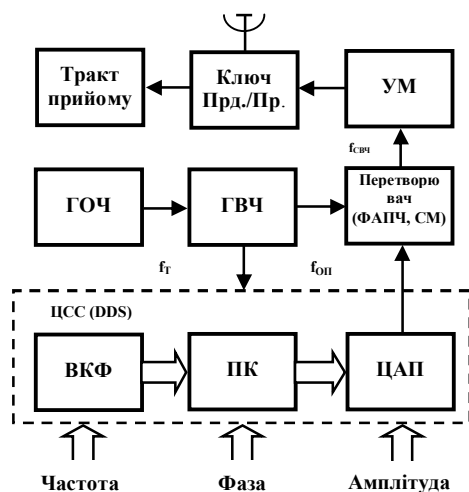 Тракт
прийому
Ключ
Прд./Пр.
УМ
fСВЧ
ГОЧ
ГВЧ
Перетворю
вач
(ФАПЧ, СМ)
fТ
fОП
ЦСС (DDS)
ВКФ
ПК
ЦАП
Частота
Фаза
Амплітуда